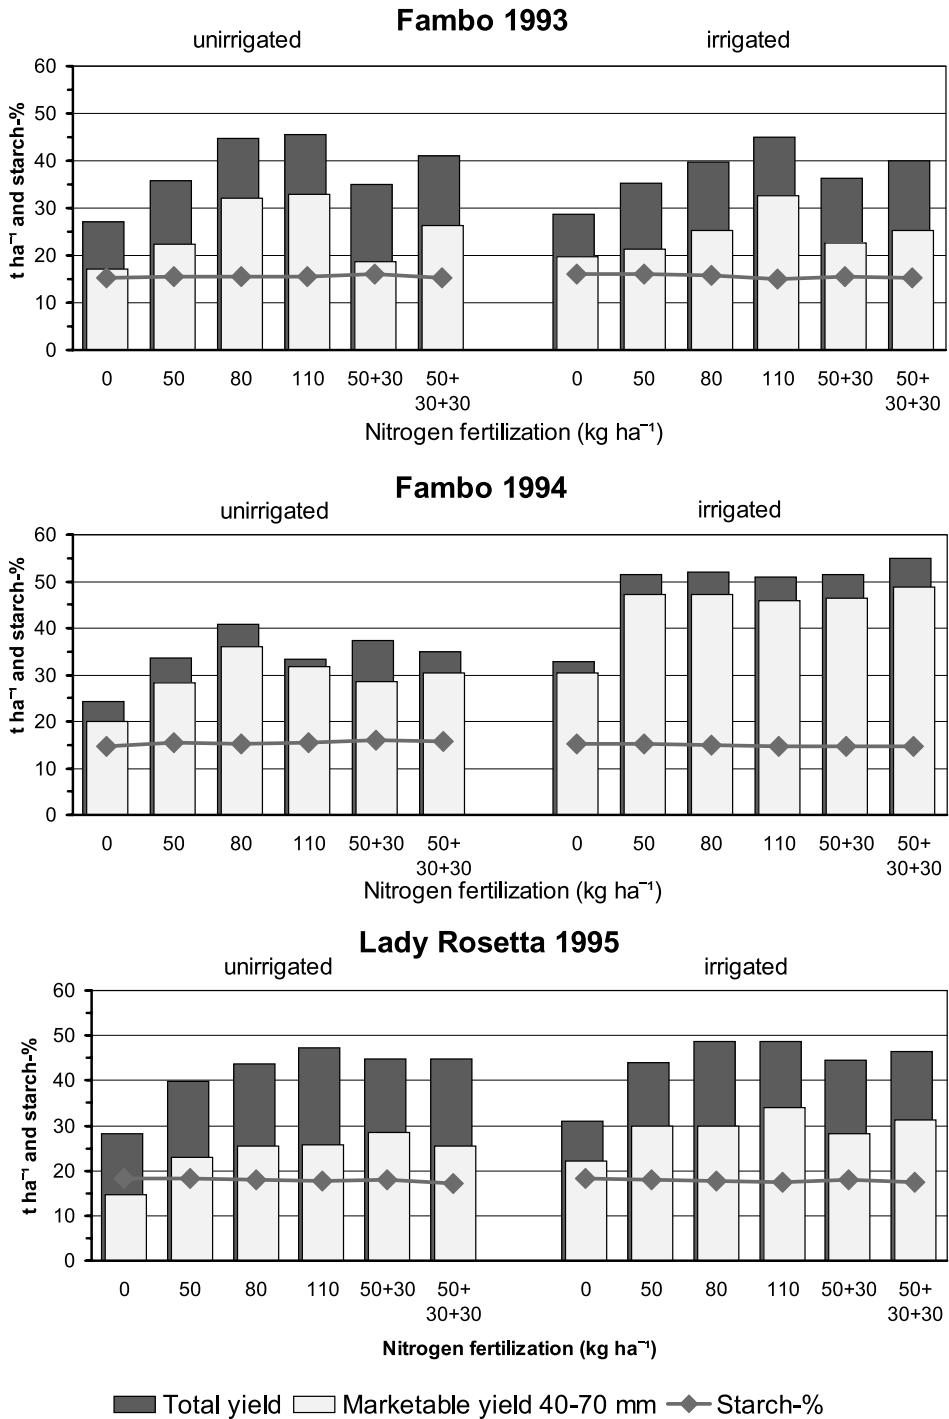 Fambo 1993
unirrigated irrigated
t ha⁻¹ and starch-%
60
50
40
30
20
10
0
0 50 80 110 50+30 50+ 0 50 80 110 50+30 50+
30+30 30+30
Nitrogen fertilization (kg ha⁻¹)
Fambo 1994
unirrigated irrigated
t ha⁻¹ and starch-%
60
50
40
30
20
10
0
0 50 80 110 50+30 50+ 0 50 80 110 50+30 50+
30+30 30+30
Nitrogen fertilization (kg ha⁻¹)
Lady Rosetta 1995
unirrigated irrigated
t ha⁻¹ and starch-%
60
50
40
30
20
10
0
0 50 80 110 50+30 50+ 0 50 80 110 50+30 50+
30+30 30+30
Nitrogen fertilization (kg ha⁻¹)
Total yield Marketable yield 40-70 mm Starch-%